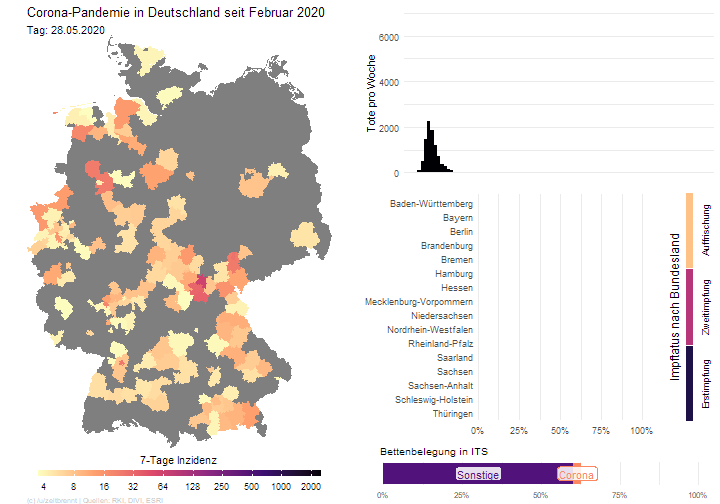 Corona-Pandemie in Deutschland seit Februar 2020
Tag: 28.05.2020
7-Tage Inzidenz
4 8 16 32 64 125 250 500 1000 2000
Tote pro Woche
6000
4000
2000
0
Baden-Württemberg
Bayern
Berlin
Brandenburg
Bremen
Hamburg
Hessen
Mecklenburg-Vorpommern
Niedersachsen
Nordrhein-Westfalen
Rheinland-Pfalz
Saarland
Sachsen
Sachsen-Anhalt
Schleswig-Holstein
Thüringen
0% 25% 50% 75% 100%
Impfstatus nach Bundesland
Auffrischung
Zweitimpfung
Erstimpfung
Bettenbelegung in ITS
Sonstige
Corona
0% 25% 50% 75% 100%
| Quellen: RKI, DIVI, ESRI